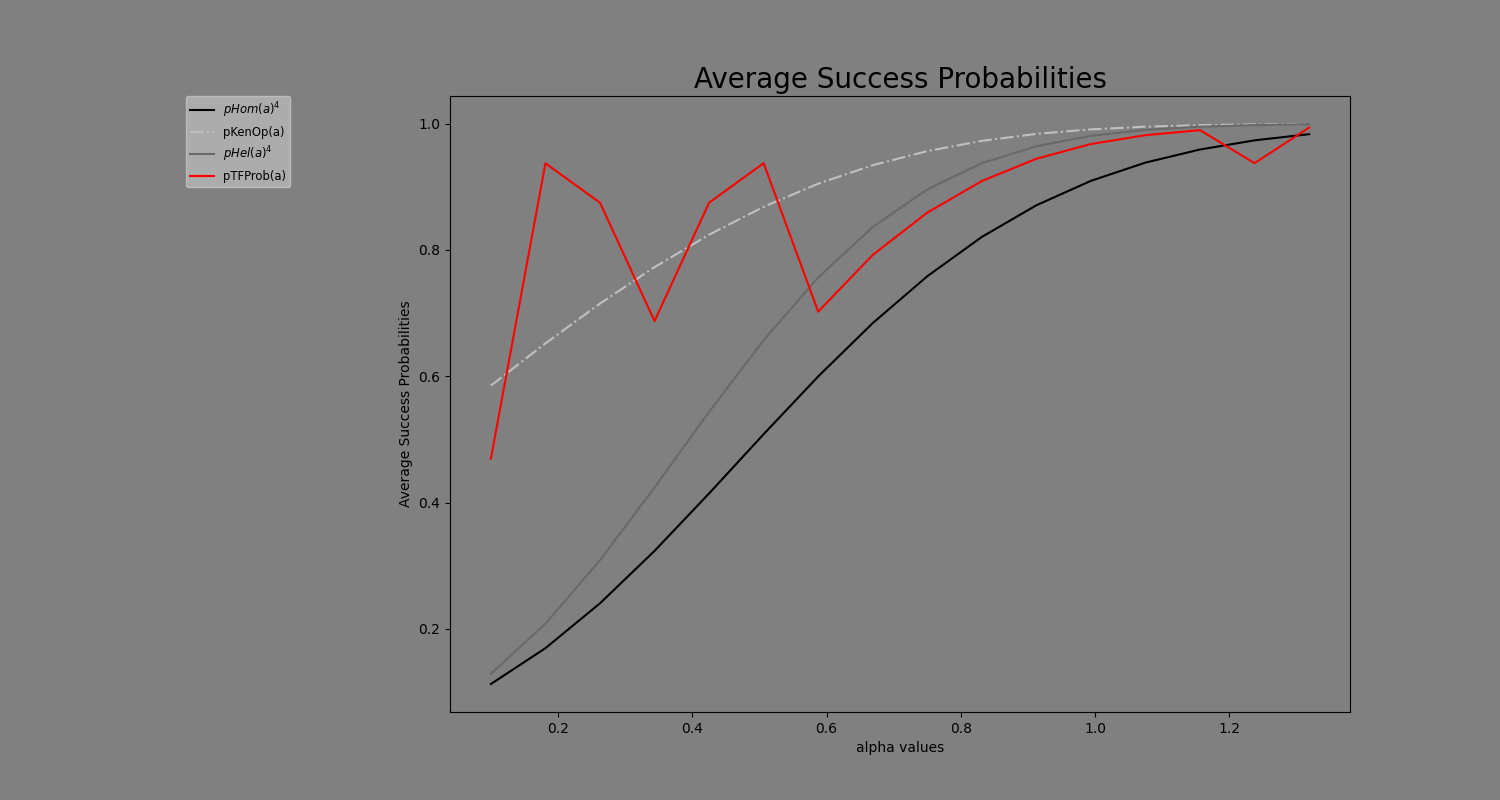 Average Success Probabilities
pHom(a)⁴
pKenOp(a)
pHel(a)⁴
pTFProb(a)
1.0
0.8
0.6
0.4
0.2
Average Success Probabilities
0.2 0.4 0.6 0.8 1.0 1.2
alpha values